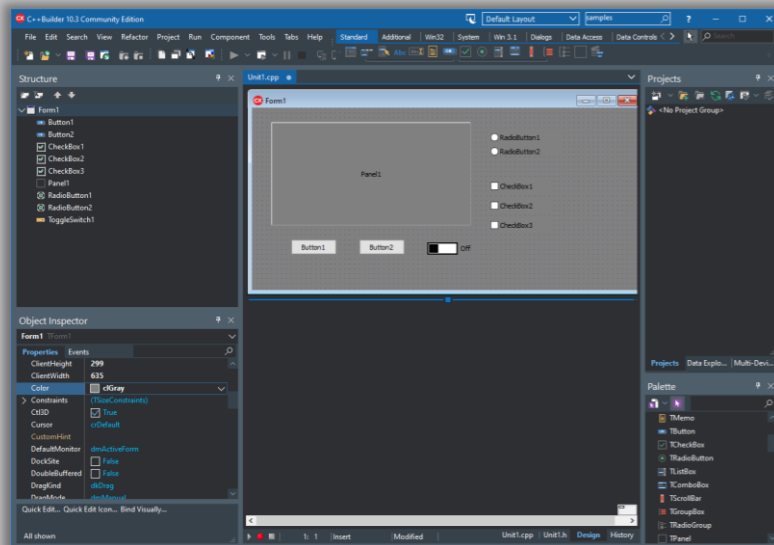 C++Builder 10.3 Community Edition
Default Layout
samples
?
File Edit Search View Refactor Project Run Component Tools Tabs Help
Standard Additional Win32 System Win 3.1 Dialogs Data Access Data Controls
Search
Structure
Form1
Button1
Button2
CheckBox1
CheckBox2
CheckBox3
Panel1
RadioButton1
RadioButton2
ToggleSwitch1
Object Inspector
Form1 TForm1
Properties Events
ClientHeight 299
ClientWidth 635
Color clGray
Constraints (TSizeConstraints)
Ctl3D True
Cursor crDefault
CustomHint
DefaultMonitor dmActiveForm
DockSite False
DoubleBuffered False
DragKind dkDrag
DragMode dmManual
Quick Edit... Quick Edit Icon... Bind Visually...
All shown
Unit1.cpp
Form1
Panel1
RadioButton1
RadioButton2
CheckBox1
CheckBox2
CheckBox3
Button1
Button2
Off
1: 1 Insert Modified
Unit1.cpp Unit1.h Design History
Projects
<No Project Group>
Projects Data Explo... Multi-Devi...
Palette
TMemo
TButton
TCheckBox
TRadioButton
TListBox
TComboBox
TScrollBar
TGroupBox
TRadioGroup
TPanel